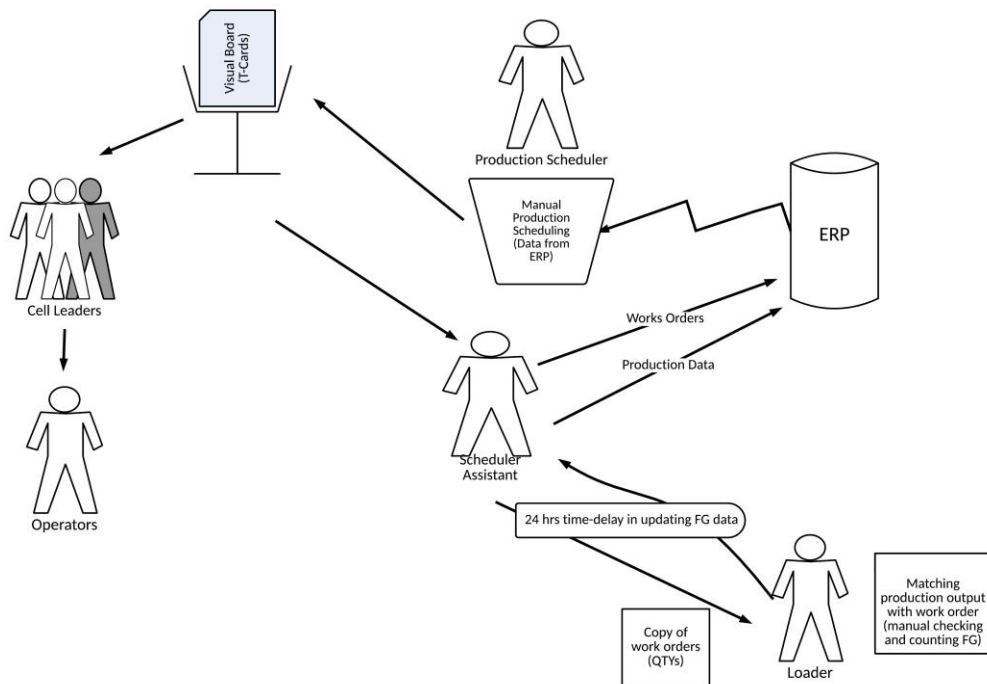 Visual Board
(T-Cards)
Production Scheduler
Manual
Production
Scheduling
(Data from
ERP)
ERP
Cell Leaders
Works Orders
Production Data
Scheduler
Assistant
Operators
24 hrs time-delay in updating FG data
Matching
production output
with work order
(manual checking
and counting FG)
Copy of
work orders
(QTYs)
Loader